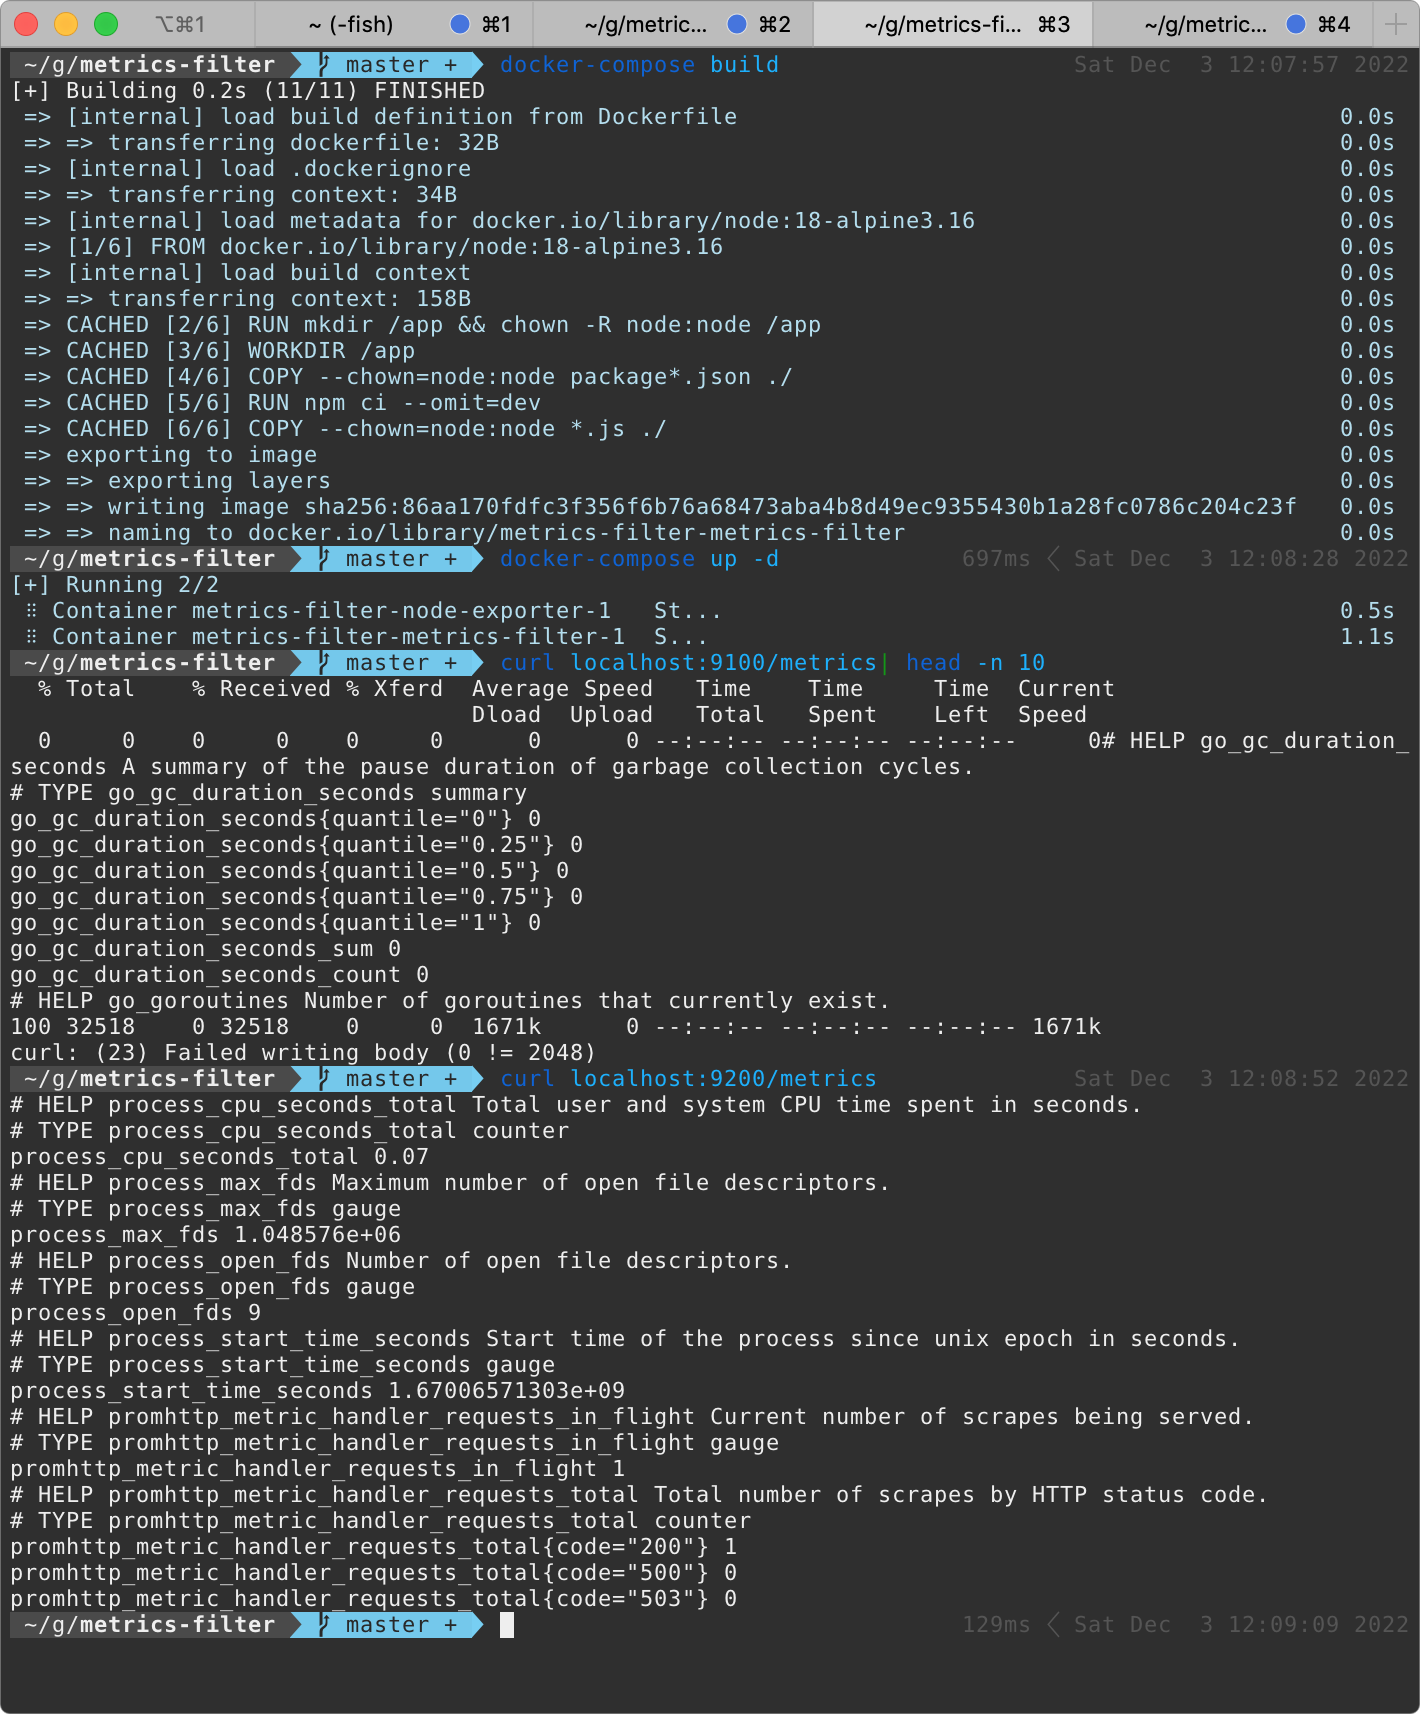 ⌥⌘1 ~ (-fish) ⌘1 ~/g/metric... ⌘2 ~/g/metrics-fi... ⌘3 ~/g/metric... ⌘4 +
~/g/metrics-filter master + docker-compose build Sat Dec  3 12:07:57 2022
[+] Building 0.2s (11/11) FINISHED
 => [internal] load build definition from Dockerfile 0.0s
 => => transferring dockerfile: 32B 0.0s
 => [internal] load .dockerignore 0.0s
 => => transferring context: 34B 0.0s
 => [internal] load metadata for docker.io/library/node:18-alpine3.16 0.0s
 => [1/6] FROM docker.io/library/node:18-alpine3.16 0.0s
 => [internal] load build context 0.0s
 => => transferring context: 158B 0.0s
 => CACHED [2/6] RUN mkdir /app && chown -R node:node /app 0.0s
 => CACHED [3/6] WORKDIR /app 0.0s
 => CACHED [4/6] COPY --chown=node:node package*.json ./ 0.0s
 => CACHED [5/6] RUN npm ci --omit=dev 0.0s
 => CACHED [6/6] COPY --chown=node:node *.js ./ 0.0s
 => exporting to image 0.0s
 => => exporting layers 0.0s
 => => writing image sha256:86aa170fdfc3f356f6b76a68473aba4b8d49ec9355430b1a28fc0786c204c23f 0.0s
 => => naming to docker.io/library/metrics-filter-metrics-filter 0.0s
~/g/metrics-filter master + docker-compose up -d 697ms Sat Dec  3 12:08:28 2022
[+] Running 2/2
 ⠿ Container metrics-filter-node-exporter-1   St... 0.5s
 ⠿ Container metrics-filter-metrics-filter-1  S... 1.1s
~/g/metrics-filter master + curl localhost:9100/metrics| head -n 10
  % Total    % Received % Xferd  Average Speed   Time    Time     Time  Current
                                 Dload  Upload   Total   Spent    Left  Speed
  0     0    0     0    0     0      0      0 --:--:-- --:--:-- --:--:--     0# HELP go_gc_duration_
seconds A summary of the pause duration of garbage collection cycles.
# TYPE go_gc_duration_seconds summary
go_gc_duration_seconds{quantile="0"} 0
go_gc_duration_seconds{quantile="0.25"} 0
go_gc_duration_seconds{quantile="0.5"} 0
go_gc_duration_seconds{quantile="0.75"} 0
go_gc_duration_seconds{quantile="1"} 0
go_gc_duration_seconds_sum 0
go_gc_duration_seconds_count 0
# HELP go_goroutines Number of goroutines that currently exist.
100 32518    0 32518    0     0  1671k      0 --:--:-- --:--:-- --:--:-- 1671k
curl: (23) Failed writing body (0 != 2048)
~/g/metrics-filter master + curl localhost:9200/metrics Sat Dec  3 12:08:52 2022
# HELP process_cpu_seconds_total Total user and system CPU time spent in seconds.
# TYPE process_cpu_seconds_total counter
process_cpu_seconds_total 0.07
# HELP process_max_fds Maximum number of open file descriptors.
# TYPE process_max_fds gauge
process_max_fds 1.048576e+06
# HELP process_open_fds Number of open file descriptors.
# TYPE process_open_fds gauge
process_open_fds 9
# HELP process_start_time_seconds Start time of the process since unix epoch in seconds.
# TYPE process_start_time_seconds gauge
process_start_time_seconds 1.67006571303e+09
# HELP promhttp_metric_handler_requests_in_flight Current number of scrapes being served.
# TYPE promhttp_metric_handler_requests_in_flight gauge
promhttp_metric_handler_requests_in_flight 1
# HELP promhttp_metric_handler_requests_total Total number of scrapes by HTTP status code.
# TYPE promhttp_metric_handler_requests_total counter
promhttp_metric_handler_requests_total{code="200"} 1
promhttp_metric_handler_requests_total{code="500"} 0
promhttp_metric_handler_requests_total{code="503"} 0
~/g/metrics-filter master + 129ms Sat Dec  3 12:09:09 2022